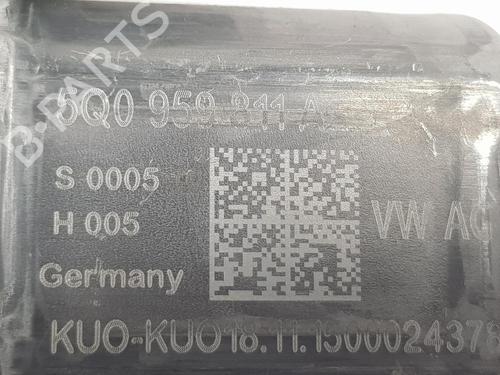 B-PARTS
5Q0 959 811 A
S 0005
H 005
VW AG
Germany
KUO-KUO18.11.1500024378